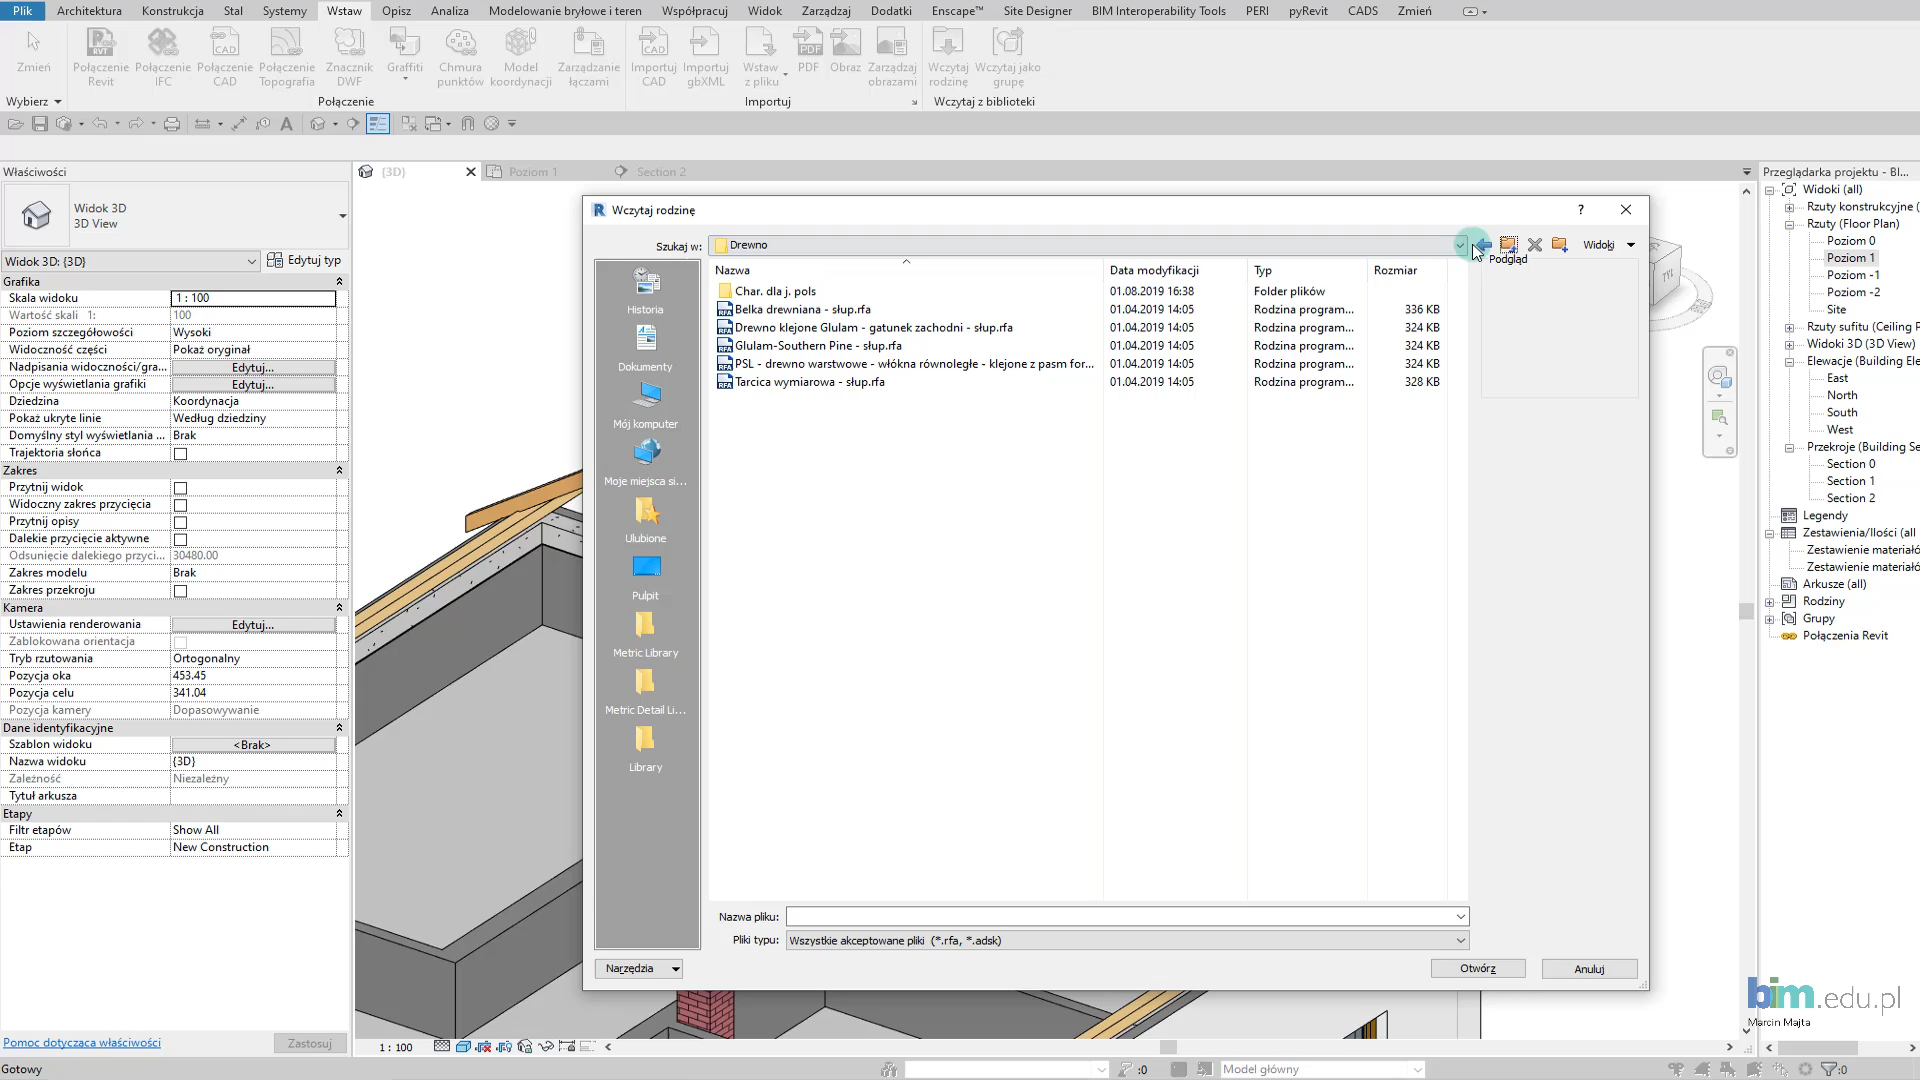 Plik Architektura Konstrukcja Stal Systemy Wstaw Opisz Analiza Modelowanie bryłowe i teren Współpracuj Widok Zarządzaj Dodatki Enscape™ Site Designer BIM Interoperability Tools PERI pyRevit CADS Zmień
Zmień
Połączenie Revit
Połączenie IFC
Połączenie CAD
Połączenie Topografia
Znacznik DWF
Graffiti
Chmura punktów
Model koordynacji
Zarządzanie łączami
Importuj CAD
Importuj gbXML
Wstaw z pliku
PDF
Obraz
Zarządzaj obrazami
Wczytaj rodzinę
Wczytaj jako grupę
Wybierz
Połączenie
Importuj
Wczytaj z biblioteki
Właściwości
{3D}
Poziom 1
Section 2
Widok 3D
3D View
Widok 3D: {3D}
Edytuj typ
Grafika
Skala widoku 1 : 100
Wartość skali 1: 100
Poziom szczegółowości Wysoki
Widoczność części Pokaż oryginał
Nadpisania widoczności/gra... Edytuj...
Opcje wyświetlania grafiki Edytuj...
Dziedzina Koordynacja
Pokaż ukryte linie Według dziedziny
Domyślny styl wyświetlania ... Brak
Trajektoria słońca
Zakres
Przytnij widok
Widoczny zakres przycięcia
Przytnij opisy
Dalekie przycięcie aktywne
Odsunięcie dalekiego przyci... 30480.00
Zakres modelu Brak
Zakres przekroju
Kamera
Ustawienia renderowania Edytuj...
Zablokowana orientacja
Tryb rzutowania Ortogonalny
Pozycja oka 453.45
Pozycja celu 341.04
Pozycja kamery Dopasowywanie
Dane identyfikacyjne
Szablon widoku <Brak>
Nazwa widoku {3D}
Zależność Niezależny
Tytuł arkusza
Etapy
Filtr etapów Show All
Etap New Construction
Pomoc dotycząca właściwości
Zastosuj
Wczytaj rodzinę
?
Szukaj w: Drewno
Widoki
Podgląd
Nazwa Data modyfikacji Typ Rozmiar
Char. dla j. pols 01.08.2019 16:38 Folder plików
Belka drewniana - słup.rfa 01.04.2019 14:05 Rodzina program... 336 KB
Drewno klejone Glulam - gatunek zachodni - słup.rfa 01.04.2019 14:05 Rodzina program... 324 KB
Glulam-Southern Pine - słup.rfa 01.04.2019 14:05 Rodzina program... 324 KB
PSL - drewno warstwowe - włókna równoległe - klejone z pasm for... 01.04.2019 14:05 Rodzina program... 324 KB
Tarcica wymiarowa - słup.rfa 01.04.2019 14:05 Rodzina program... 328 KB
Historia
Dokumenty
Mój komputer
Moje miejsca si...
Ulubione
Pulpit
Metric Library
Metric Detail Li...
Library
Nazwa pliku:
Pliki typu: Wszystkie akceptowane pliki (*.rfa, *.adsk)
Narzędzia
Otwórz
Anuluj
Przeglądarka projektu - BI...
Widoki (all)
Rzuty konstrukcyjne (
Rzuty (Floor Plan)
Poziom 0
Poziom 1
Poziom -1
Poziom -2
Site
Rzuty sufitu (Ceiling P
Widoki 3D (3D View)
Elewacje (Building Ele
East
North
South
West
Przekroje (Building Se
Section 0
Section 1
Section 2
Legendy
Zestawienia/Ilości (all
Zestawienie materiałó
Zestawienie materiałó
Arkusze (all)
Rodziny
Grupy
Połączenia Revit
TYŁ
bim.edu.pl
Marcin Majta
1 : 100
Gotowy
:0
Model główny
:0